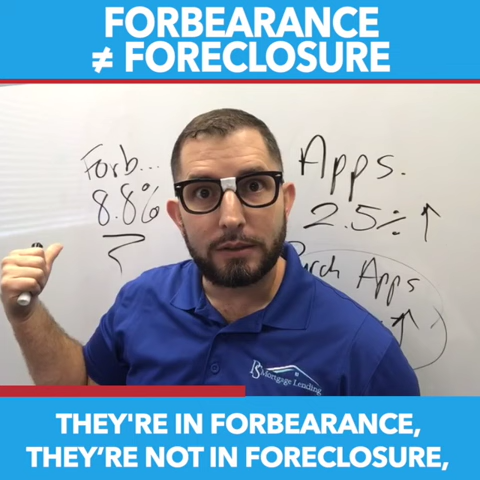 FORBEARANCE
≠ FORECLOSURE
Forb...
8.8%
Apps.
2.5% ↑
Purch Apps
↑
Mortgage Lending
THEY'RE IN FORBEARANCE,
THEY'RE NOT IN FORECLOSURE,